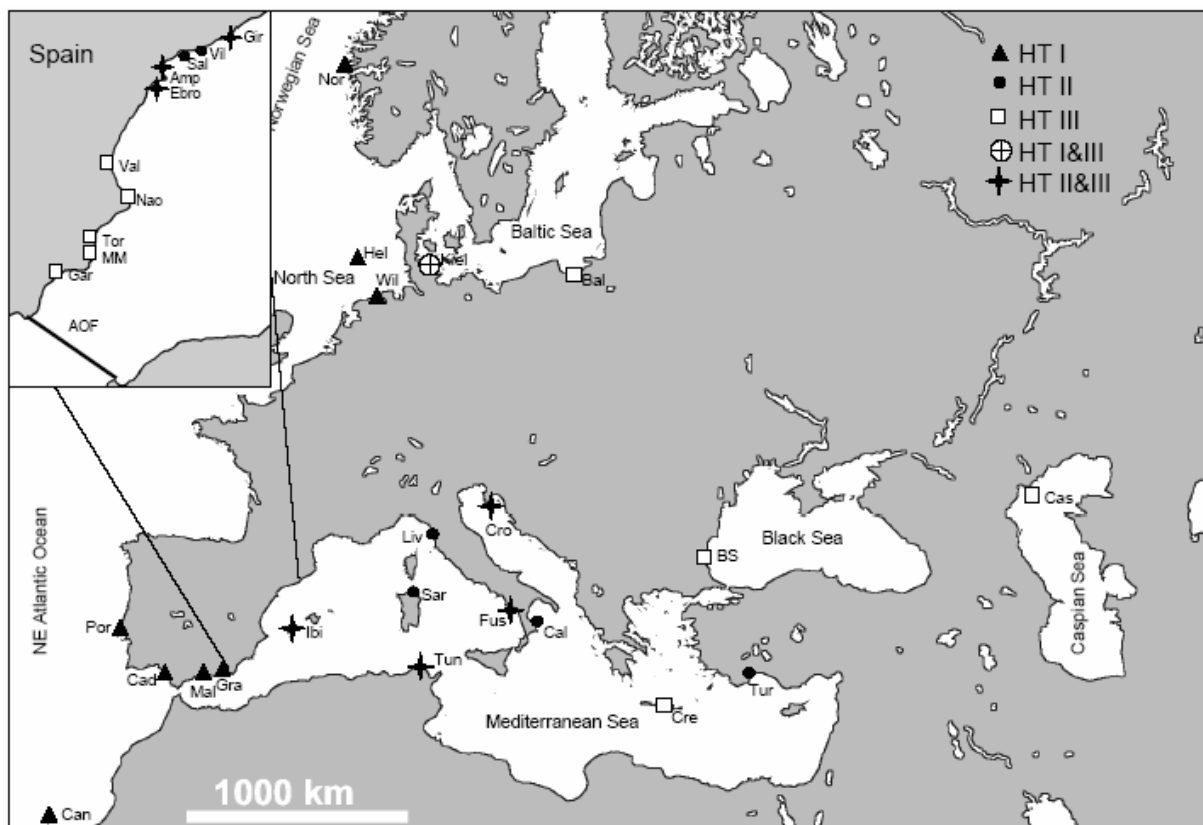 Spain
Gir
Vil
Sal
Amp
Ebro
Val
Nao
Tor
MM
Gar
AOF
Norwegian Sea
Nor
HT I
HT II
HT III
HT I&III
HT II&III
Baltic Sea
Hel
Kiel
North Sea
Wil
Bal
NE Atlantic Ocean
Liv
Cro
Black Sea
BS
Cas
Caspian Sea
Sar
Por
Ibi
Fus
Cal
Cad
Mal
Gra
Tun
Tur
Mediterranean Sea
Cre
1000 km
Can